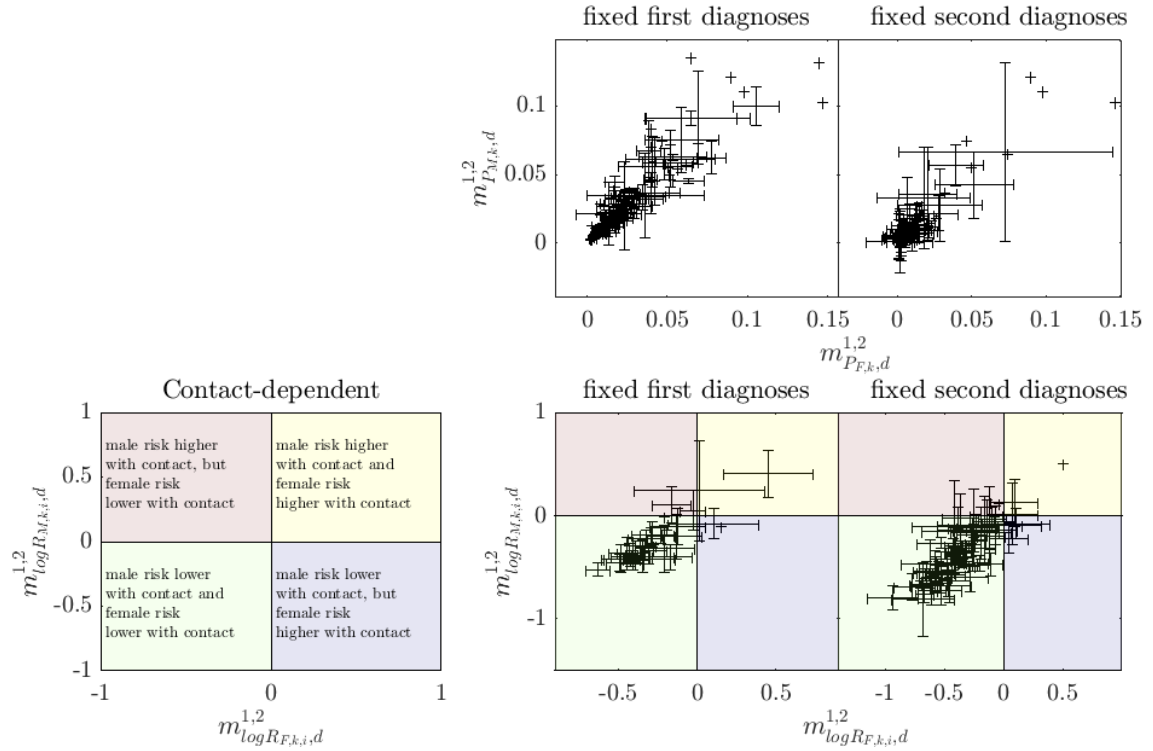 fixed first diagnoses
fixed second diagnoses
0.1
0.05
0
m^{1,2}_{P_{M,k},d}
0
0.05
0.1
0.15
0
0.05
0.1
0.15
m^{1,2}_{P_{F,k},d}
Contact-dependent
1
0.5
0
-0.5
-1
m^{1,2}_{logR_{M,k,i},d}
male risk higher
with contact, but
female risk
lower with contact
male risk higher
with contact and
female risk
higher with contact
male risk lower
with contact and
female risk
lower with contact
male risk lower
with contact, but
female risk
higher with contact
-1
0
1
m^{1,2}_{logR_{F,k,i},d}
fixed first diagnoses
fixed second diagnoses
1
0
-1
m^{1,2}_{logR_{M,k,i},d}
-0.5
0
0.5
-1
-0.5
0
0.5
m^{1,2}_{logR_{F,k,i},d}